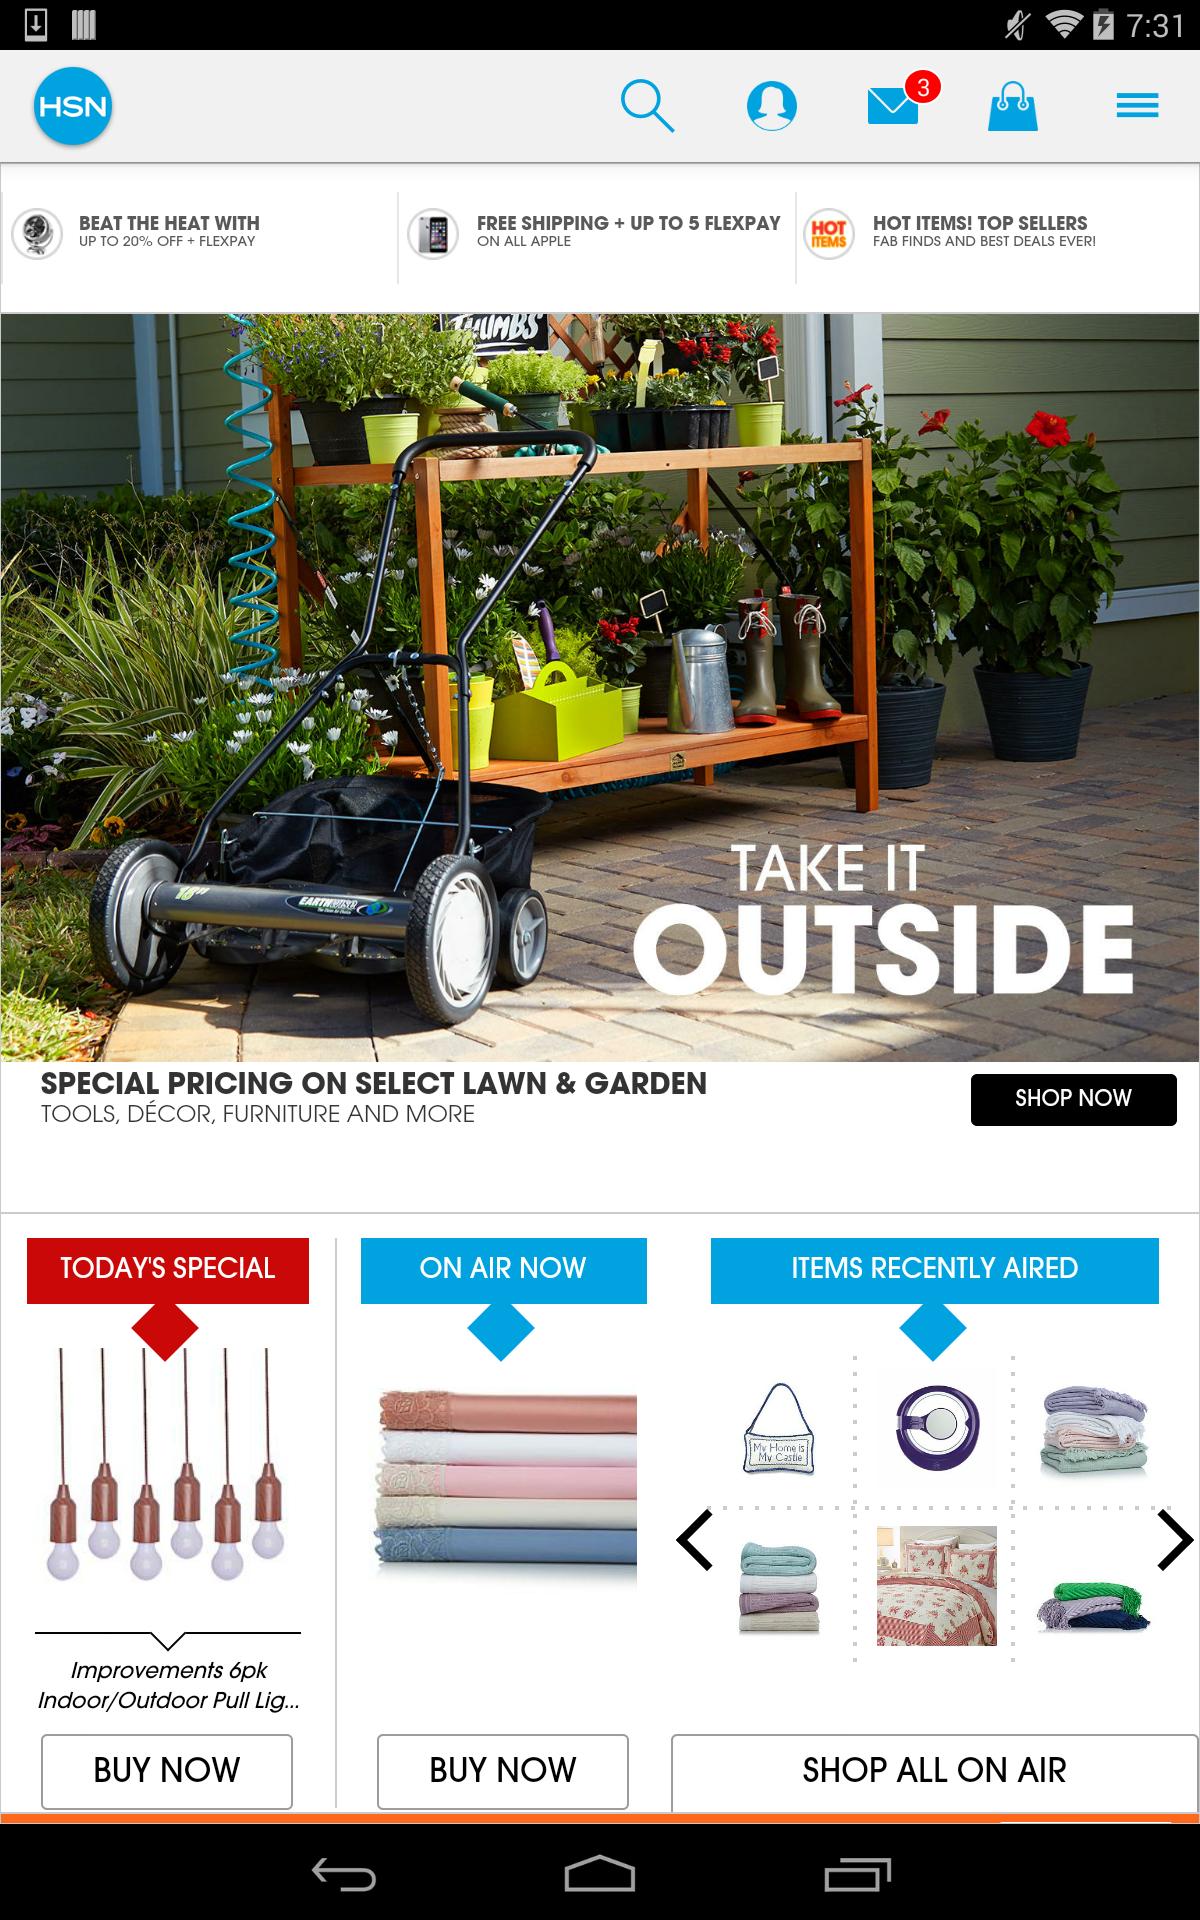 7:31
HSN
3
BEAT THE HEAT WITH
UP TO 20% OFF + FLEXPAY
FREE SHIPPING + UP TO 5 FLEXPAY
ON ALL APPLE
HOT
ITEMS
HOT ITEMS! TOP SELLERS
FAB FINDS AND BEST DEALS EVER!
THUMBS
18"
EARTHWISE
TAKE IT
OUTSIDE
SPECIAL PRICING ON SELECT LAWN & GARDEN
TOOLS, DÉCOR, FURNITURE AND MORE
SHOP NOW
TODAY'S SPECIAL
ON AIR NOW
ITEMS RECENTLY AIRED
My Home is
My Castle
Improvements 6pk
Indoor/Outdoor Pull Lig...
BUY NOW
BUY NOW
SHOP ALL ON AIR